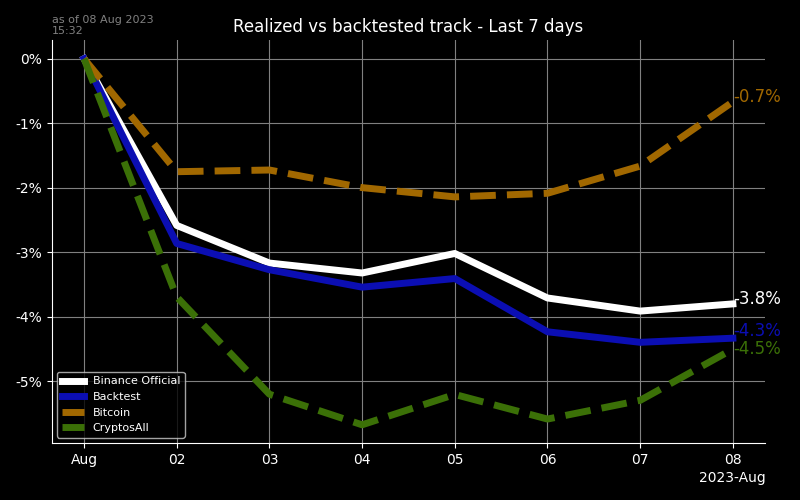 as of 08 Aug 2023
15:32
Realized vs backtested track - Last 7 days
0%
-1%
-2%
-3%
-4%
-5%
-0.7%
-3.8%
-4.3%
-4.5%
Binance Official
Backtest
Bitcoin
CryptosAll
Aug 02 03 04 05 06 07 08
2023-Aug